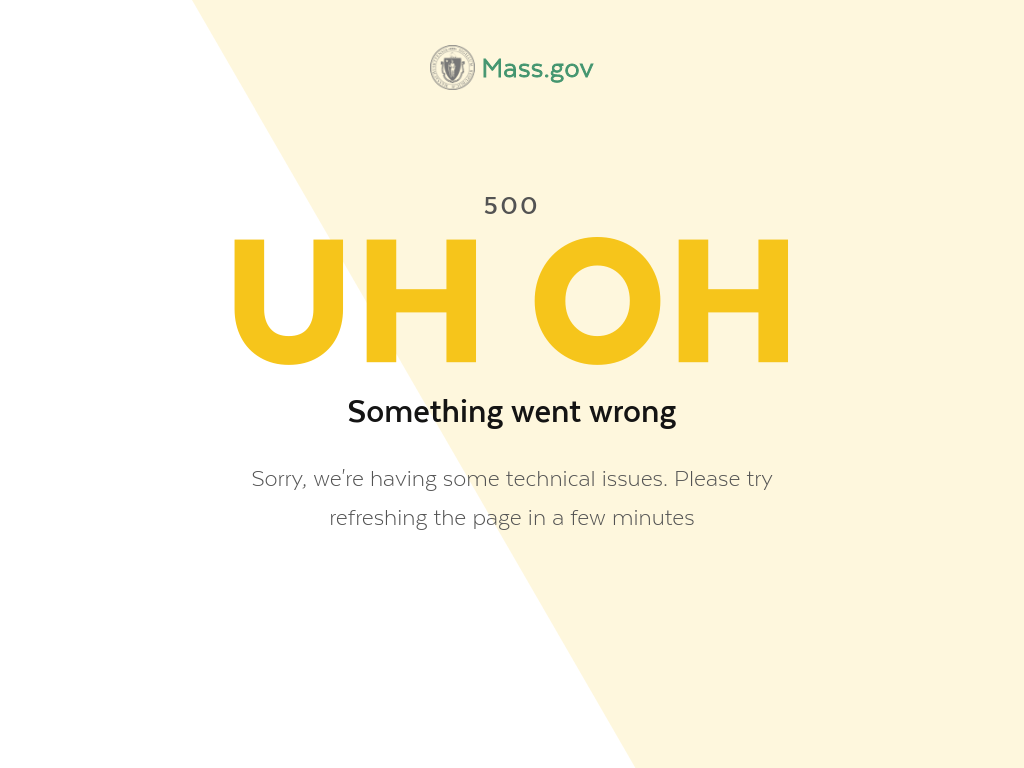 Mass.gov
500
UH OH
Something went wrong
Sorry, we're having some technical issues. Please try
refreshing the page in a few minutes